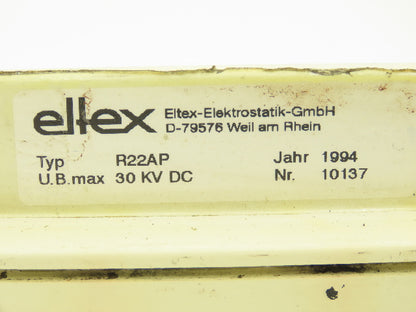 eltex Eltex-Elektrostatik-GmbH
D-79576 Weil am Rhein
Typ R22AP Jahr 1994
U.B.max 30 KV DC Nr. 10137